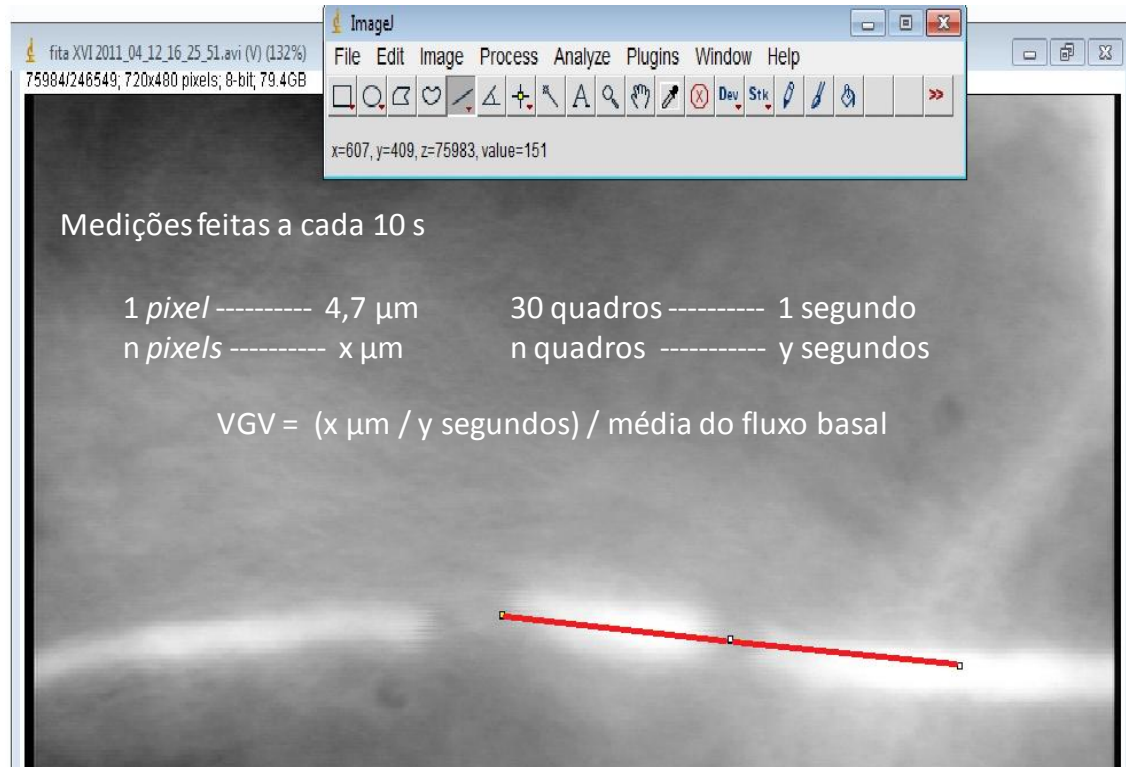 ImageJ
fita XVI 2011_04_12_16_25_51.avi (V) (132%)
File Edit Image Process Analyze Plugins Window Help
75984/246549; 720x480 pixels; 8-bit; 79.4GB
A Dev Stk >>
x=607, y=409, z=75983, value=151
Medições feitas a cada 10 s
1 pixel ---------- 4,7 µm 30 quadros ---------- 1 segundo
n pixels ---------- x µm n quadros ----------- y segundos
VGV = (x µm / y segundos) / média do fluxo basal